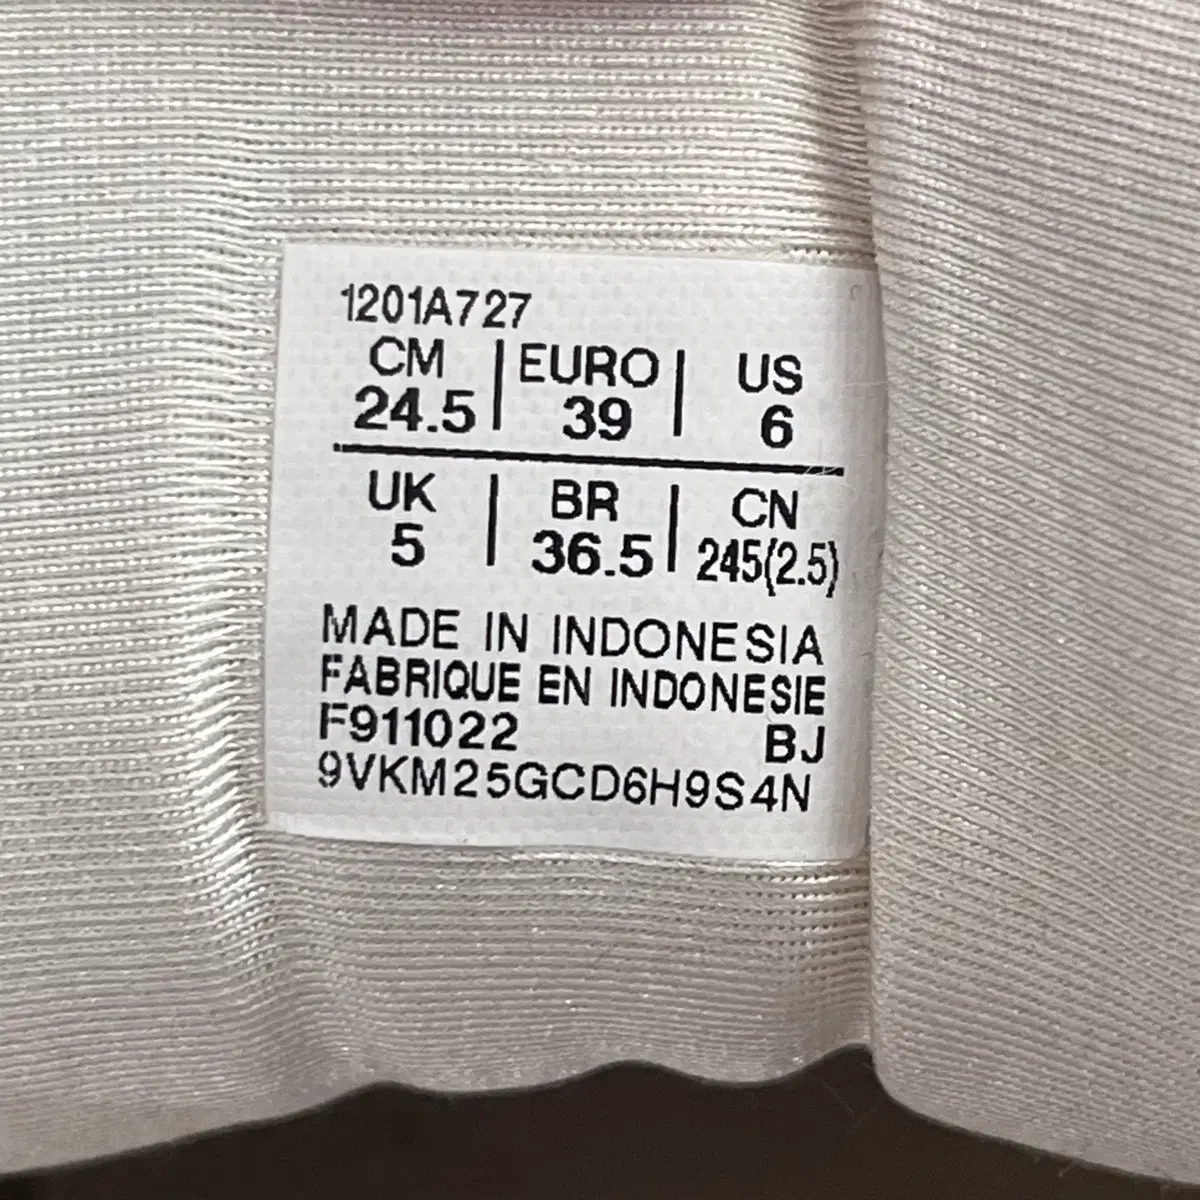 1201A727
CM | EURO | US
24.5 | 39 | 6
UK | BR | CN
5 | 36.5 | 245(2.5)
MADE IN INDONESIA
FABRIQUE EN INDONESIE
F911022 BJ
9VKM25GCD6H9S4N